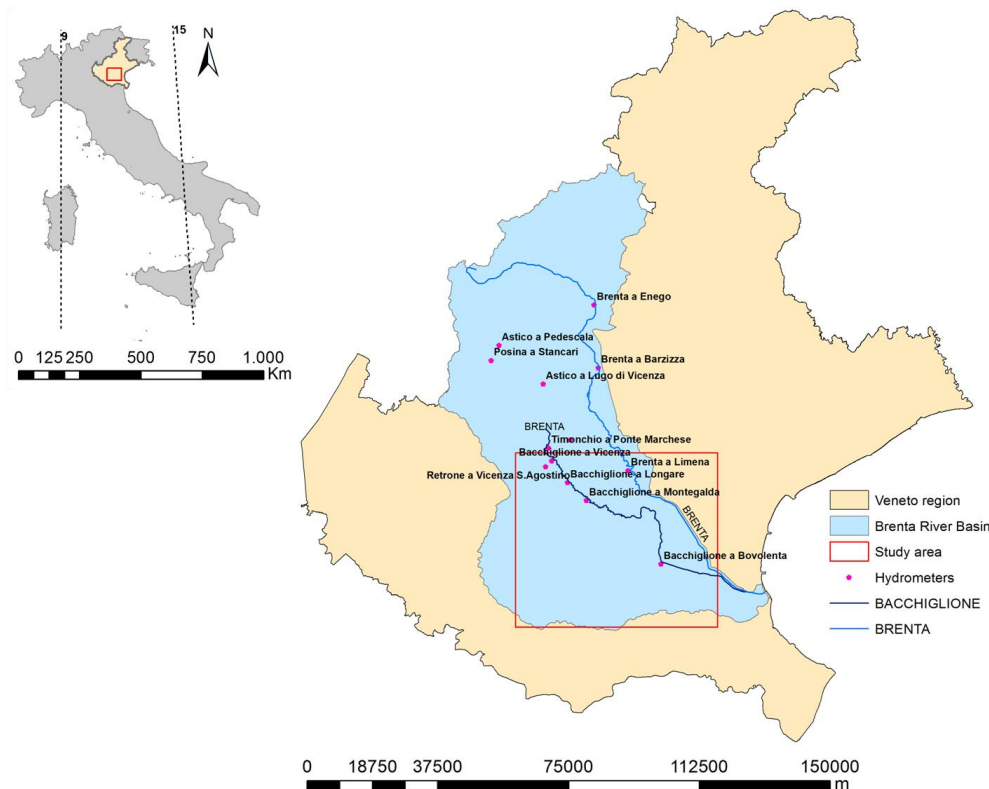 9
15
N
0 125 250 500 750 1.000
Km
Brenta a Enego
Astico a Pedescala
Posina a Stancari
Brenta a Barzizza
Astico a Lugo di Vicenza
BRENTA
Timonchio a Ponte Marchese
Bacchiglione a Vicenza
Brenta a Limena
Retrone a Vicenza S.Agostino
Bacchiglione a Longare
Bacchiglione a Montegalda
BRENTA
Bacchiglione a Bovolenta
Veneto region
Brenta River Basin
Study area
Hydrometers
BACCHIGLIONE
BRENTA
0 18750 37500 75000 112500 150000
m